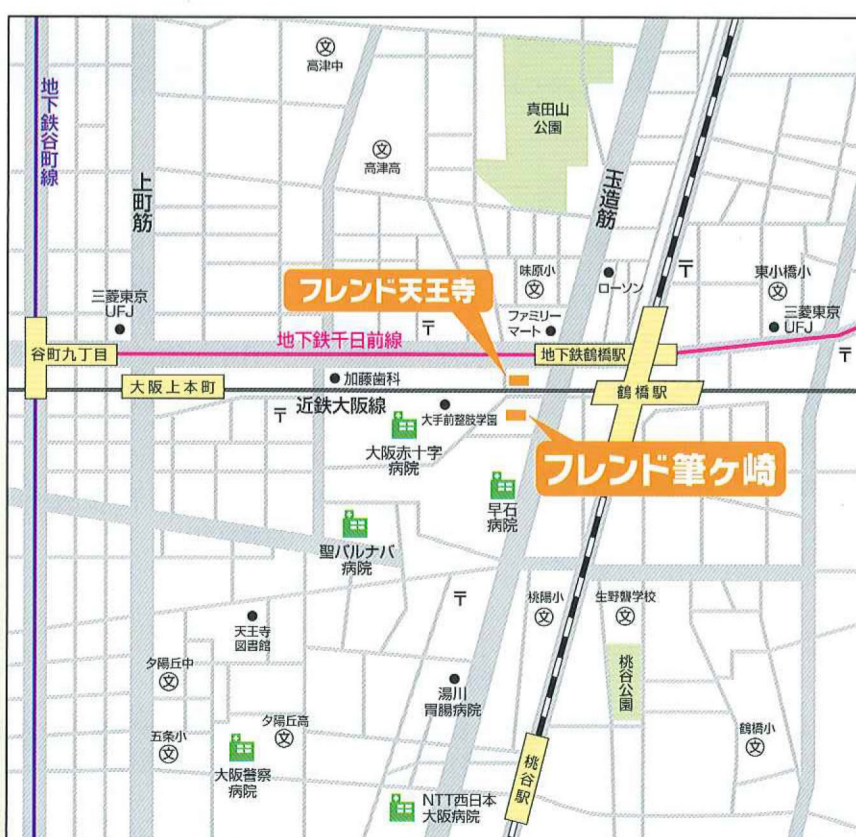 高津中
地下鉄谷町線
真田山
公園
高津高
上町筋
玉造筋
味原小
東小橋小
ローソン
フレンド天王寺
三菱東京
UFJ
ファミリー
マート
三菱東京
UFJ
地下鉄千日前線
谷町九丁目
地下鉄鶴橋駅
大阪上本町
加藤歯科
鶴橋駅
近鉄大阪線
大手前整肢学園
大阪赤十字
病院
フレンド筆ヶ崎
早石
病院
聖バルナバ
病院
桃陽小
生野聾学校
天王寺
図書館
夕陽丘中
桃谷公園
湯川
胃腸病院
五条小
夕陽丘高
鶴橋小
大阪警察
病院
桃谷駅
NTT西日本
大阪病院